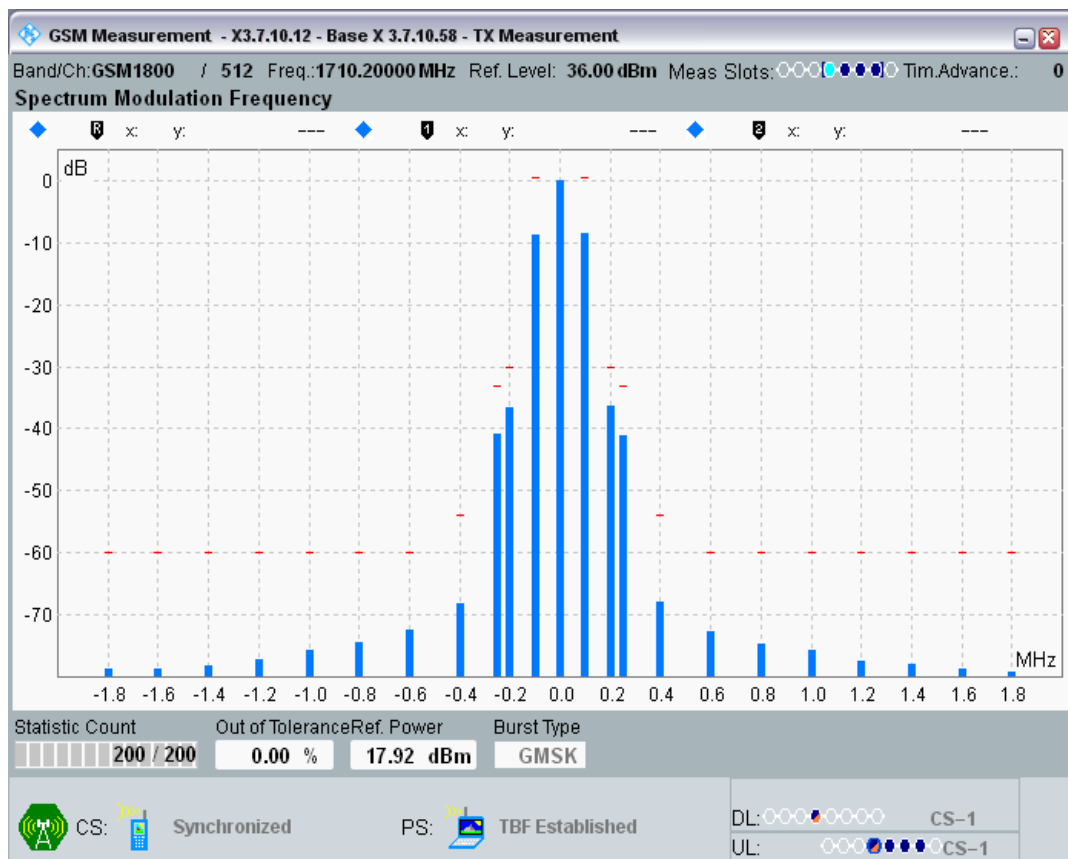 GSM Measurement - X3.7.10.12 - Base X 3.7.10.58 - TX Measurement
Band/Ch:GSM1800 / 512 Freq.:1710.20000 MHz Ref. Level: 36.00 dBm Meas Slots: Tim.Advance.: 0
Spectrum Modulation Frequency
R x: y: --- 1 x: y: --- 2 x: y: ---
dB
0
-10
-20
-30
-40
-50
-60
-70
MHz
-1.8 -1.6 -1.4 -1.2 -1.0 -0.8 -0.6 -0.4 -0.2 0.0 0.2 0.4 0.6 0.8 1.0 1.2 1.4 1.6 1.8
Statistic Count Out of Tolerance Ref. Power Burst Type
200 / 200 0.00 % 17.92 dBm GMSK
CS: Synchronized PS: TBF Established
DL: CS-1
UL: CS-1